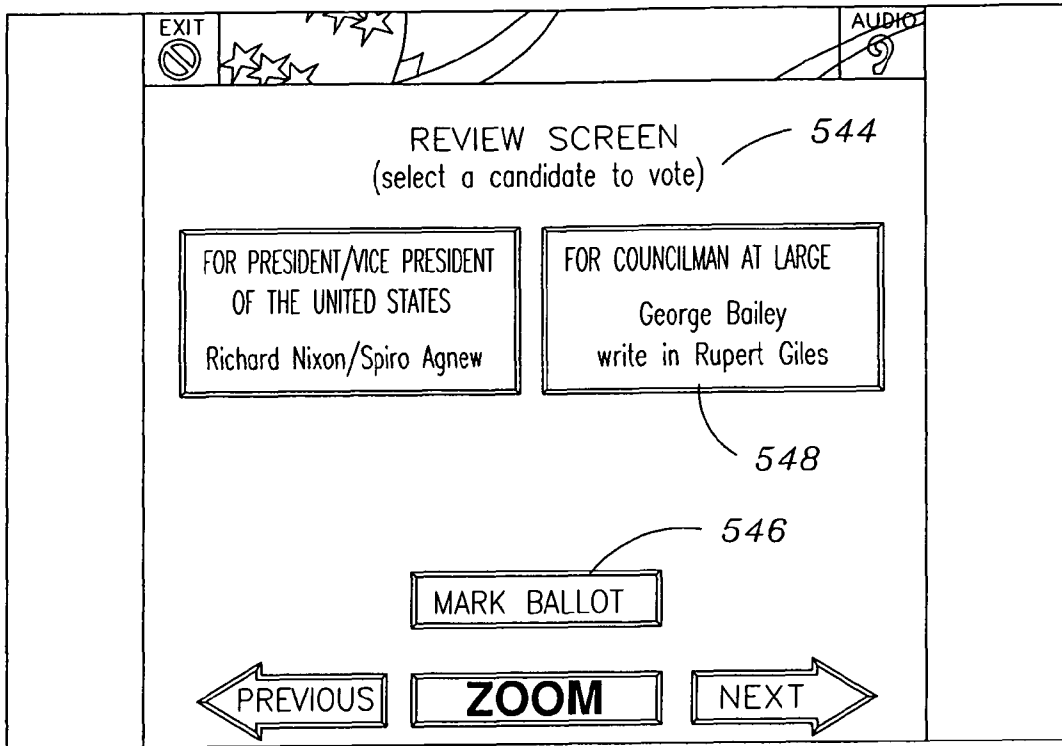 EXIT
AUDIO
REVIEW SCREEN
(select a candidate to vote)
544
FOR PRESIDENT/VICE PRESIDENT
OF THE UNITED STATES
Richard Nixon/Spiro Agnew
FOR COUNCILMAN AT LARGE
George Bailey
write in Rupert Giles
548
546
MARK BALLOT
PREVIOUS
ZOOM
NEXT